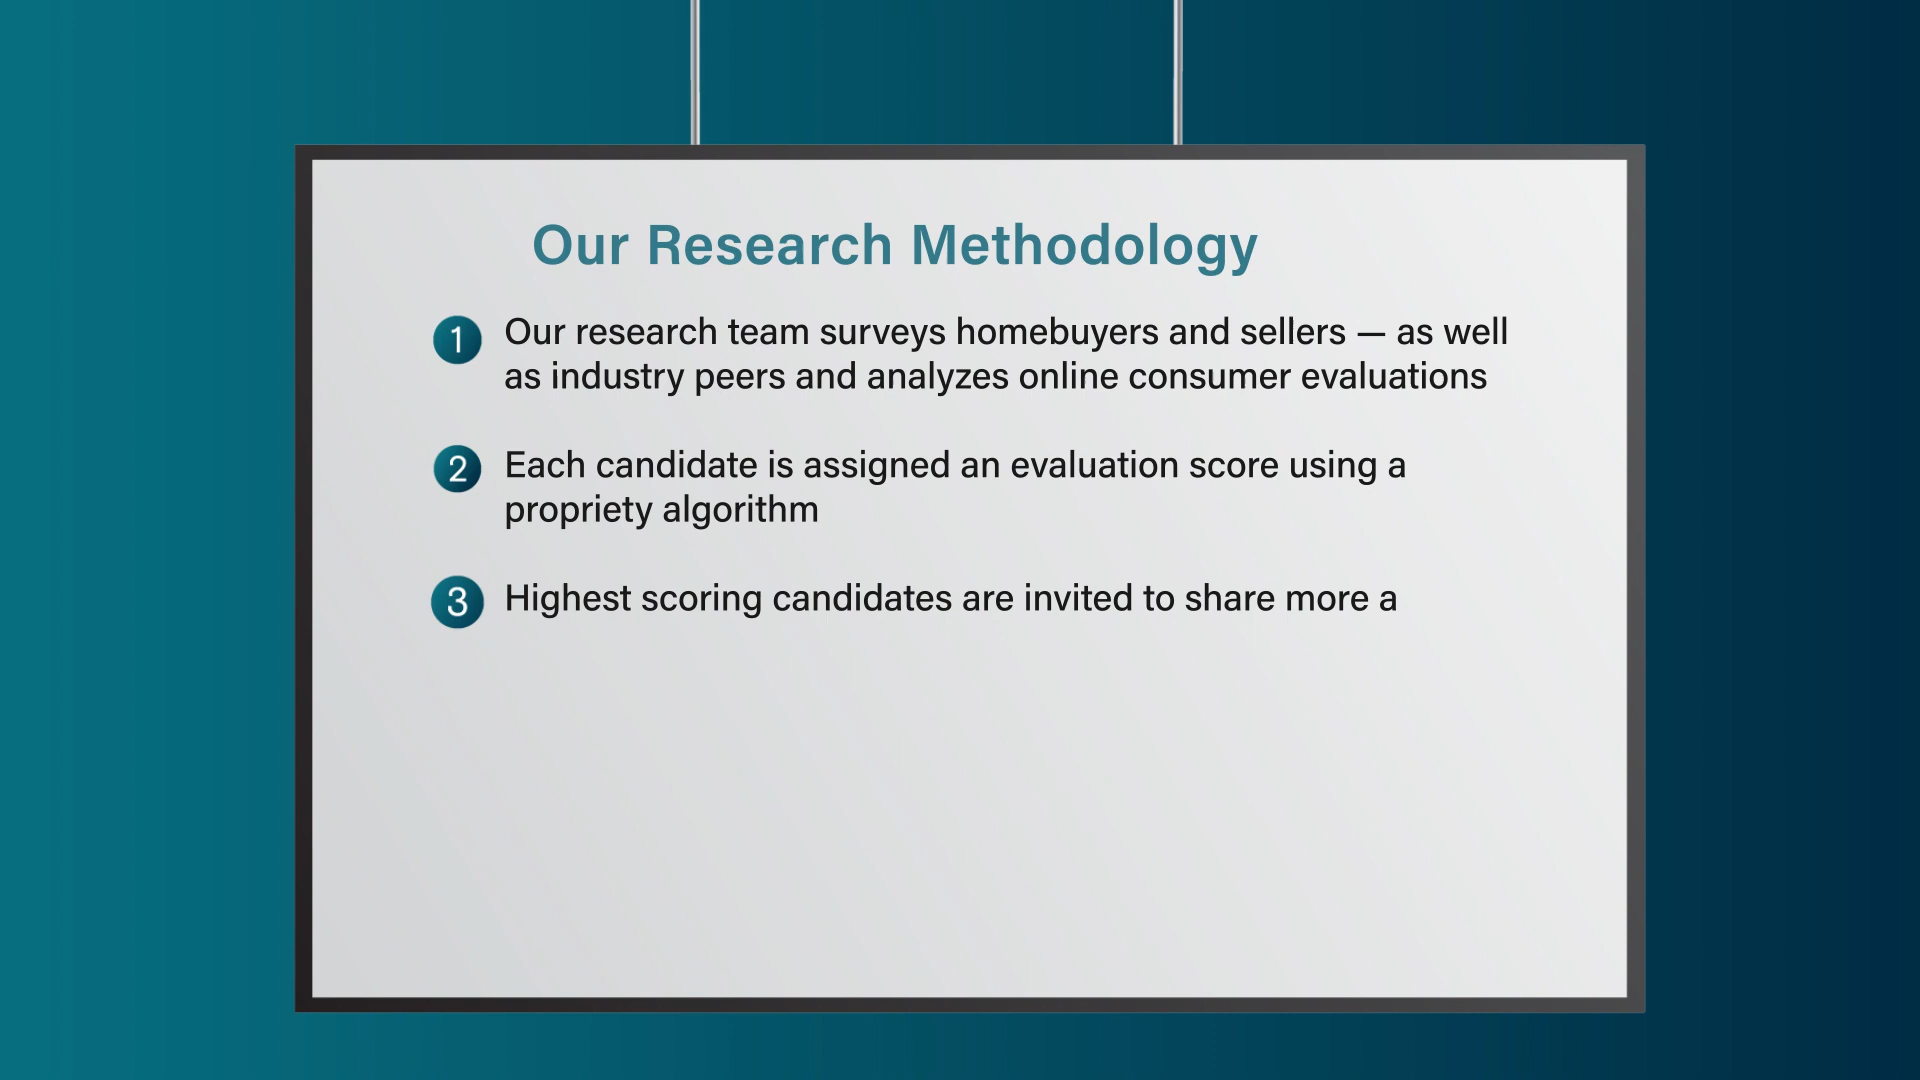 Our Research Methodology
1 Our research team surveys homebuyers and sellers — as well
as industry peers and analyzes online consumer evaluations
2 Each candidate is assigned an evaluation score using a
propriety algorithm
3 Highest scoring candidates are invited to share more a